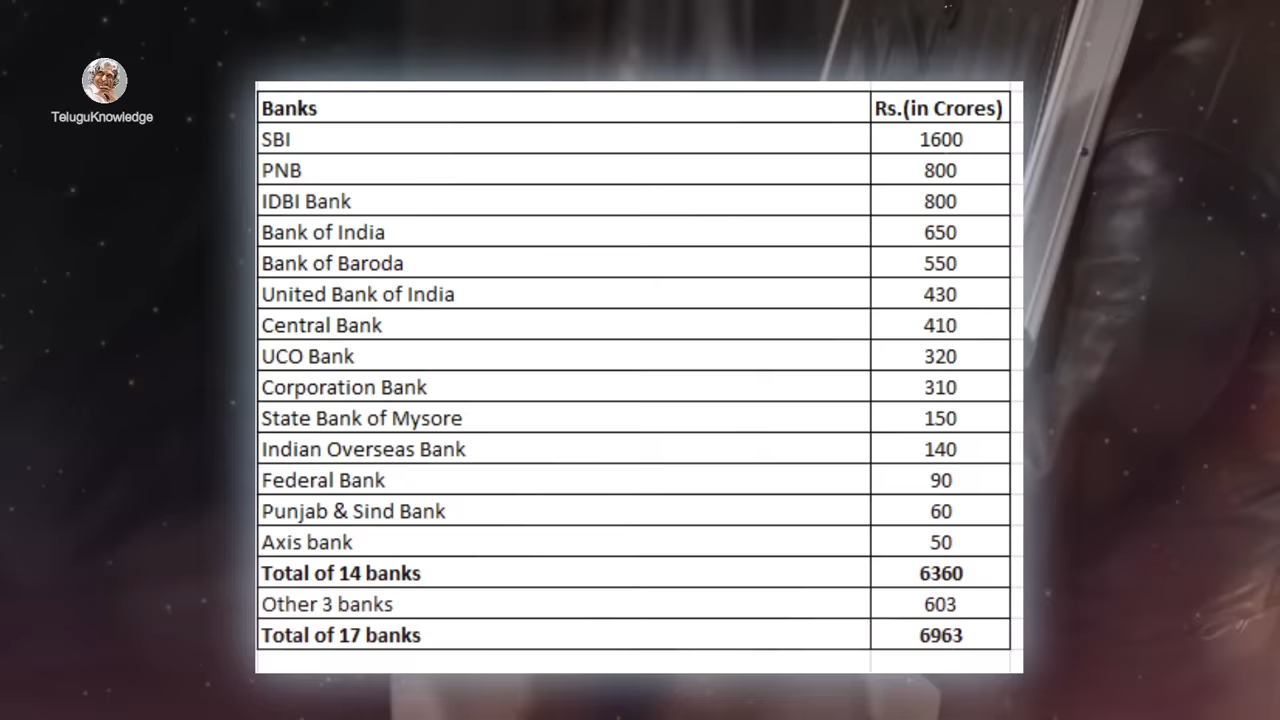 TeluguKnowledge
Banks Rs.(in Crores)
SBI 1600
PNB 800
IDBI Bank 800
Bank of India 650
Bank of Baroda 550
United Bank of India 430
Central Bank 410
UCO Bank 320
Corporation Bank 310
State Bank of Mysore 150
Indian Overseas Bank 140
Federal Bank 90
Punjab & Sind Bank 60
Axis bank 50
Total of 14 banks 6360
Other 3 banks 603
Total of 17 banks 6963